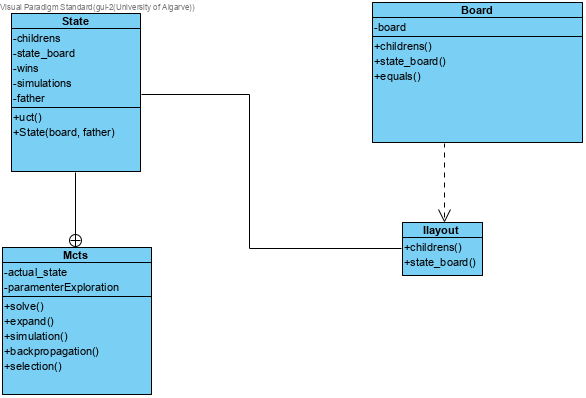 Visual Paradigm Standard(gui-2(University of Algarve))
State
-childrens
-state_board
-wins
-simulations
-father
+uct()
+State(board, father)
Board
-board
+childrens()
+state_board()
+equals()
Ilayout
+childrens()
+state_board()
Mcts
-actual_state
-paramenterExploration
+solve()
+expand()
+simulation()
+backpropagation()
+selection()